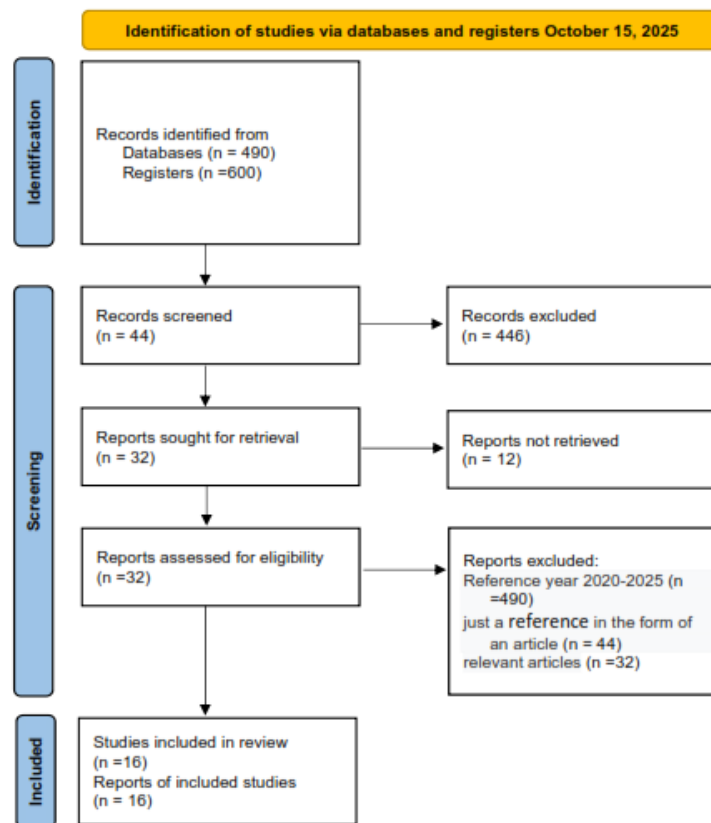 Identification of studies via databases and registers October 15, 2025
Identification
Records identified from
Databases (n = 490)
Registers (n =600)
Screening
Records screened
(n = 44)
Records excluded
(n = 446)
Reports sought for retrieval
(n = 32)
Reports not retrieved
(n = 12)
Reports assessed for eligibility
(n =32)
Reports excluded:
Reference year 2020-2025 (n
=490)
just a reference in the form of
an article (n = 44)
relevant articles (n =32)
Included
Studies included in review
(n =16)
Reports of included studies
(n = 16)